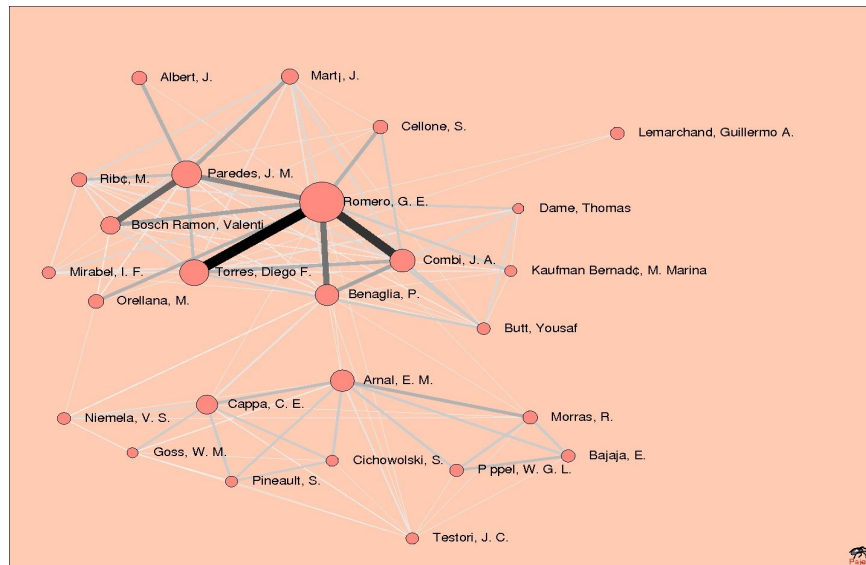 Albert, J.
Mart¡, J.
Cellone, S.
Lemarchand, Guillermo A.
Rib¢, M.
Paredes, J. M.
Romero, G. E.
Dame, Thomas
Bosch Ramon, Valenti
Mirabel, I. F.
Torres, Diego F.
Combi, J. A.
Kaufman Bernad¢, M. Marina
Orellana, M.
Benaglia, P.
Butt, Yousaf
Arnal, E. M.
Cappa, C. E.
Niemela, V. S.
Morras, R.
Goss, W. M.
Cichowolski, S.
P ppel, W. G. L.
Bajaja, E.
Pineault, S.
Testori, J. C.